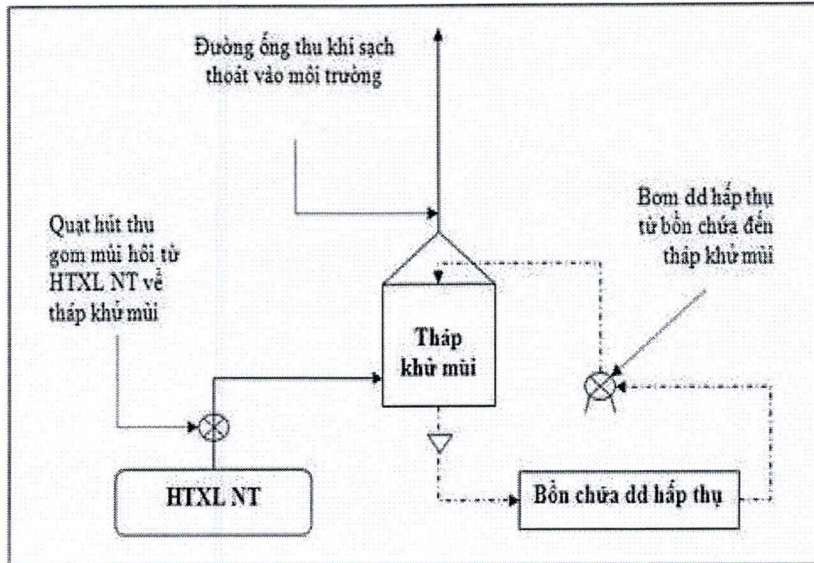 Đường ống thu khí sạch
thoát vào môi trường
Quạt hút thu
gom mùi hôi từ
HTXL NT về
tháp khử mùi
Bơm dd hấp thụ
từ bồn chứa đến
tháp khử mùi
Tháp
khử mùi
HTXL NT
Bồn chứa dd hấp thụ